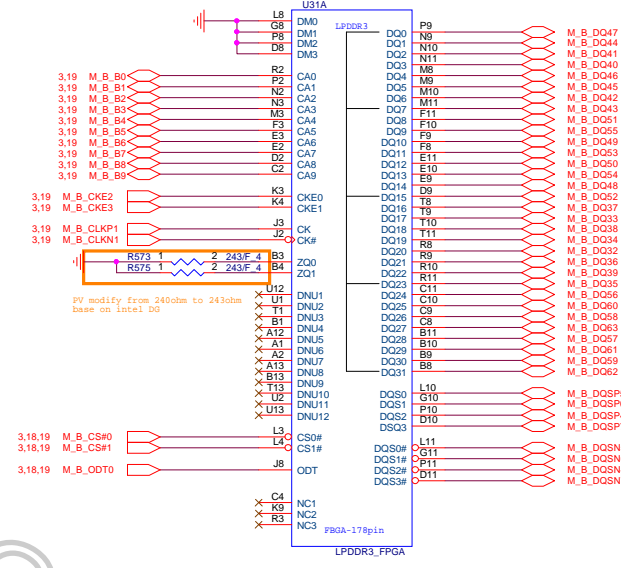 U31A
LPDDR3
L8 DM0
G8 DM1
P8 DM2
D8 DM3
3,19 M_B_B0 R2 CA0
3,19 M_B_B1 P2 CA1
3,19 M_B_B2 N2 CA2
3,19 M_B_B3 N3 CA3
3,19 M_B_B4 M3 CA4
3,19 M_B_B5 F3 CA5
3,19 M_B_B6 E3 CA6
3,19 M_B_B7 E2 CA7
3,19 M_B_B8 D2 CA8
3,19 M_B_B9 C2 CA9
3,19 M_B_CKE2 K3 CKE0
3,19 M_B_CKE3 K4 CKE1
3,19 M_B_CLKP1 J3 CK
3,19 M_B_CLKN1 J2 CK#
R573 1 2 243/F_4 B3 ZQ0
R575 1 2 243/F_4 B4 ZQ1
PV modify from 240ohm to 243ohm
base on intel DG
U12 DNU1
U1 DNU2
T1 DNU3
B1 DNU4
A12 DNU5
A1 DNU6
A2 DNU7
A13 DNU8
B13 DNU9
T13 DNU10
U2 DNU11
U13 DNU12
3,18,19 M_B_CS#0 L3 CS0#
3,18,19 M_B_CS#1 L4 CS1#
3,18,19 M_B_ODT0 J8 ODT
C4 NC1
K9 NC2
R3 NC3
DQ0 P9 M_B_DQ47
DQ1 N9 M_B_DQ44
DQ2 N10 M_B_DQ41
DQ3 N11 M_B_DQ40
DQ4 M8 M_B_DQ46
DQ5 M9 M_B_DQ45
DQ6 M10 M_B_DQ42
DQ7 M11 M_B_DQ43
DQ8 F11 M_B_DQ51
DQ9 F10 M_B_DQ55
DQ10 F9 M_B_DQ49
DQ11 F8 M_B_DQ53
DQ12 E11 M_B_DQ50
DQ13 E10 M_B_DQ54
DQ14 E9 M_B_DQ48
DQ15 D9 M_B_DQ52
DQ16 T8 M_B_DQ37
DQ17 T9 M_B_DQ33
DQ18 T10 M_B_DQ38
DQ19 T11 M_B_DQ34
DQ20 R8 M_B_DQ32
DQ21 R9 M_B_DQ36
DQ22 R10 M_B_DQ39
DQ23 R11 M_B_DQ35
DQ24 C11 M_B_DQ56
DQ25 C10 M_B_DQ60
DQ26 C9 M_B_DQ58
DQ27 C8 M_B_DQ63
DQ28 B11 M_B_DQ57
DQ29 B10 M_B_DQ61
DQ30 B9 M_B_DQ59
DQ31 B8 M_B_DQ62
DQS0 L10
DQS1 G10
DQS2 P10
DSQ3 D10
DQS0# L11 M_B_DQSN
DQS1# G11 M_B_DQSN
DQS2# P11 M_B_DQSN
DQS3# D11 M_B_DQSN
FBGA-178pin
LPDDR3_FPGA